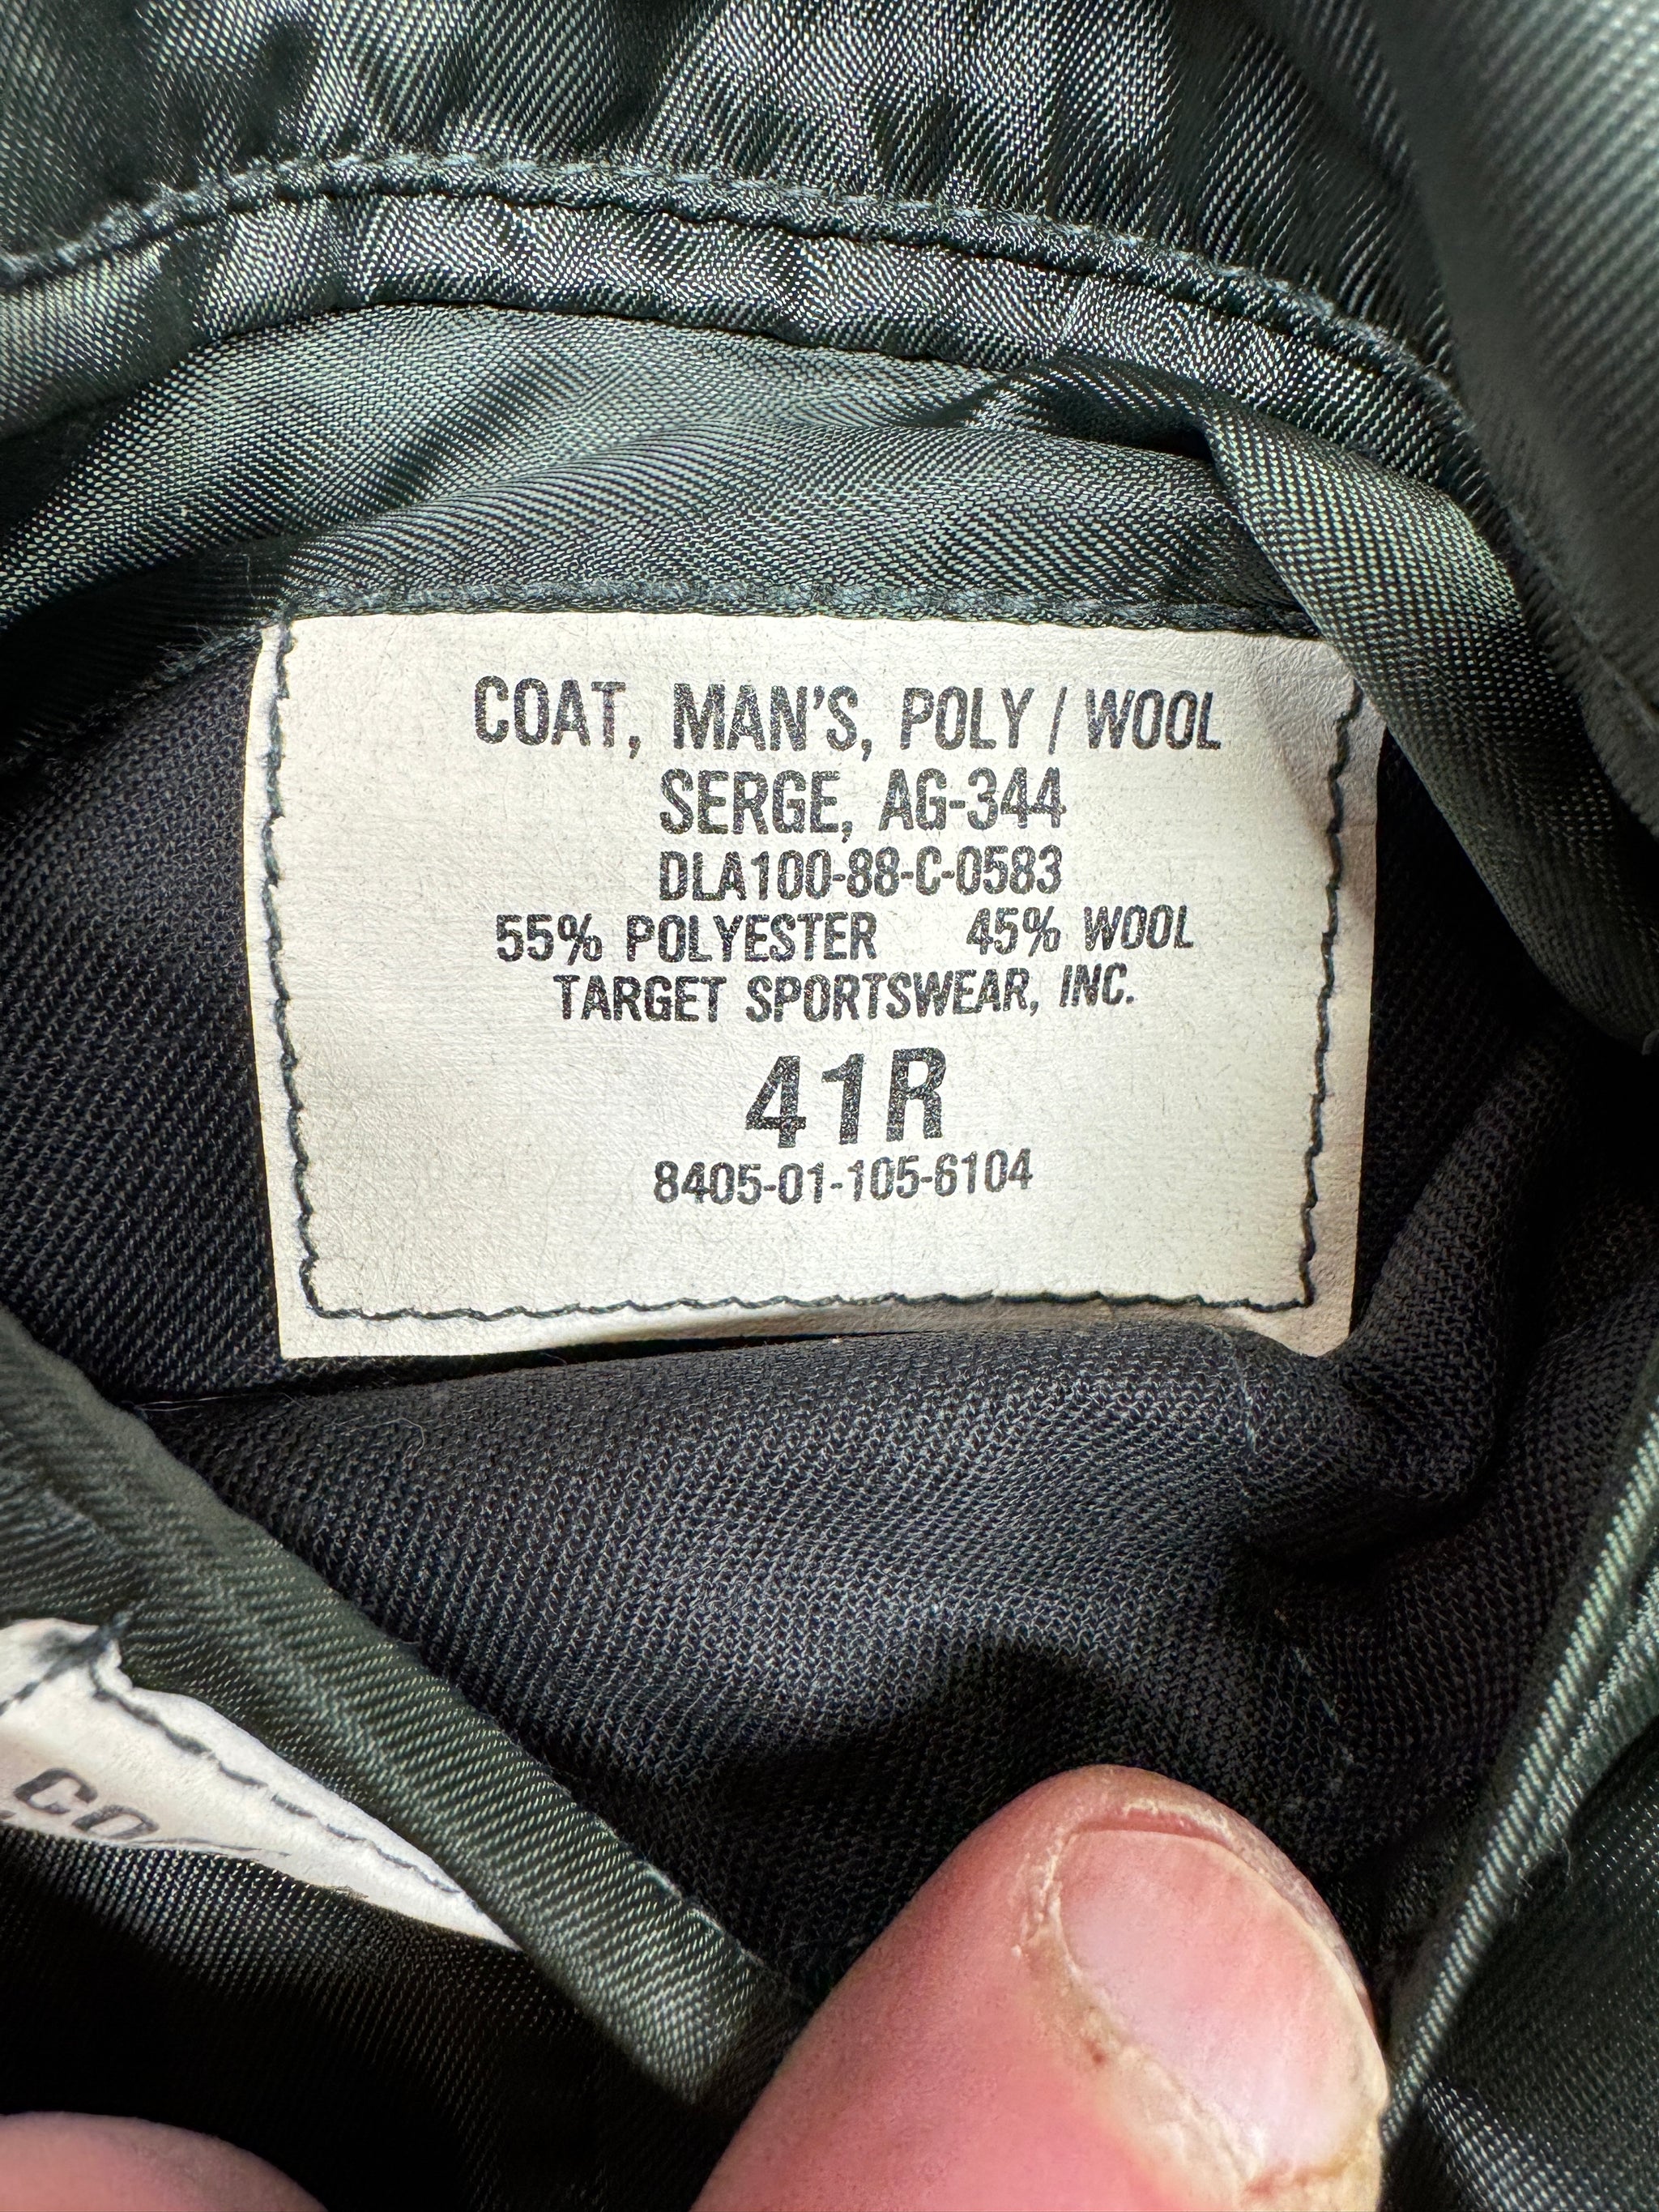 COAT, MAN'S, POLY / WOOL
SERGE, AG-344
DLA100-88-C-0583
55% POLYESTER 45% WOOL
TARGET SPORTSWEAR, INC.
41R
8405-01-105-6104